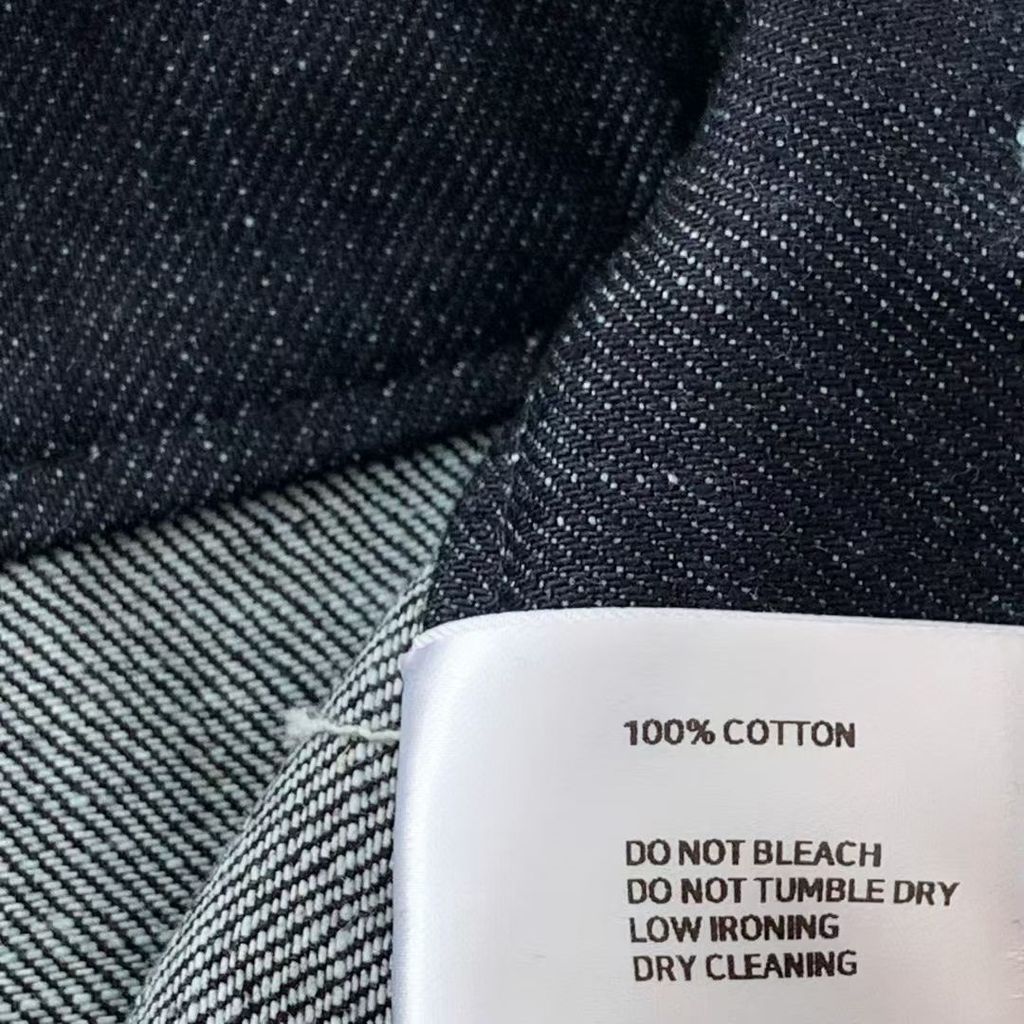 100% COTTON
DO NOT BLEACH
DO NOT TUMBLE DRY
LOW IRONING
DRY CLEANING